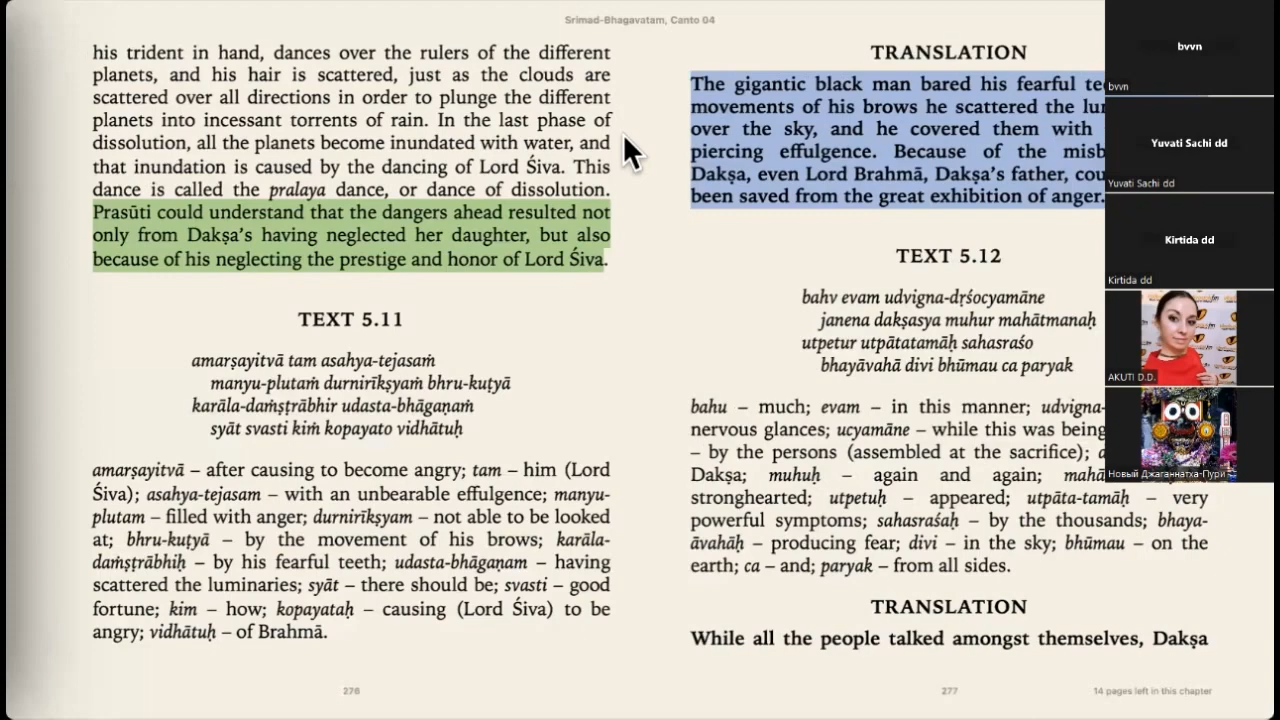 Srimad-Bhagavatam, Canto 04
his trident in hand, dances over the rulers of the different
planets, and his hair is scattered, just as the clouds are
scattered over all directions in order to plunge the different
planets into incessant torrents of rain. In the last phase of
dissolution, all the planets become inundated with water, and
that inundation is caused by the dancing of Lord Śiva. This
dance is called the pralaya dance, or dance of dissolution.
Prasūti could understand that the dangers ahead resulted not
only from Dakṣa’s having neglected her daughter, but also
because of his neglecting the prestige and honor of Lord Śiva.
TEXT 5.11
amarṣayitvā tam asahya-tejasaṁ
manyu-plutaṁ durnirīkṣyaṁ bhru-kuṭyā
karāla-daṁṣṭrābhir udasta-bhāgaṇaṁ
syāt svasti kiṁ kopayato vidhātuḥ
amarṣayitvā – after causing to become angry; tam – him (Lord
Śiva); asahya-tejasam – with an unbearable effulgence; manyu-
plutam – filled with anger; durnirīkṣyam – not able to be looked
at; bhru-kuṭyā – by the movement of his brows; karāla-
daṁṣṭrābhiḥ – by his fearful teeth; udasta-bhāgaṇam – having
scattered the luminaries; syāt – there should be; svasti – good
fortune; kim – how; kopayataḥ – causing (Lord Śiva) to be
angry; vidhātuḥ – of Brahmā.
276
TRANSLATION
The gigantic black man bared his fearful
movements of his brows he scattered the
over the sky, and he covered them with
piercing effulgence. Because of the
Dakṣa, even Lord Brahmā, Dakṣa’s father,
been saved from the great exhibition of anger.
TEXT 5.12
bahv evam udvigna-dṛśocyamāne
janena dakṣasya muhur mahātmanaḥ
utpetur utpātatamāḥ sahasraśo
bhayāvahā divi bhūmau ca paryak
bahu – much; evam – in this manner; udvigna-
nervous glances; ucyamāne – while this was being
– by the persons (assembled at the sacrifice);
Dakṣa; muhuḥ – again and again;
stronghearted; utpetuḥ – appeared; utpāta-tamāḥ – very
powerful symptoms; sahasraśaḥ – by the thousands; bhaya-
āvahāḥ – producing fear; divi – in the sky; bhūmau – on the
earth; ca – and; paryak – from all sides.
TRANSLATION
While all the people talked amongst themselves, Dakṣa
277
14 pages left in this chapter
bvvn
bvvn
Yuvati Sachi dd
Yuvati Sachi dd
Kirtida dd
Kirtida dd
AKUTI D.D.
Новый Джаганнатха-Пури